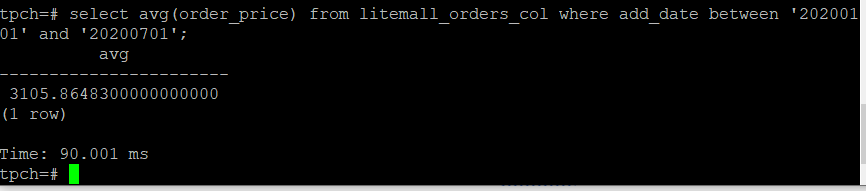 tpch=# select avg(order_price) from litemall_orders_col where add_date between '202001
01' and '20200701';
          avg
-----------------------
 3105.8648300000000000
(1 row)

Time: 90.001 ms
tpch=#